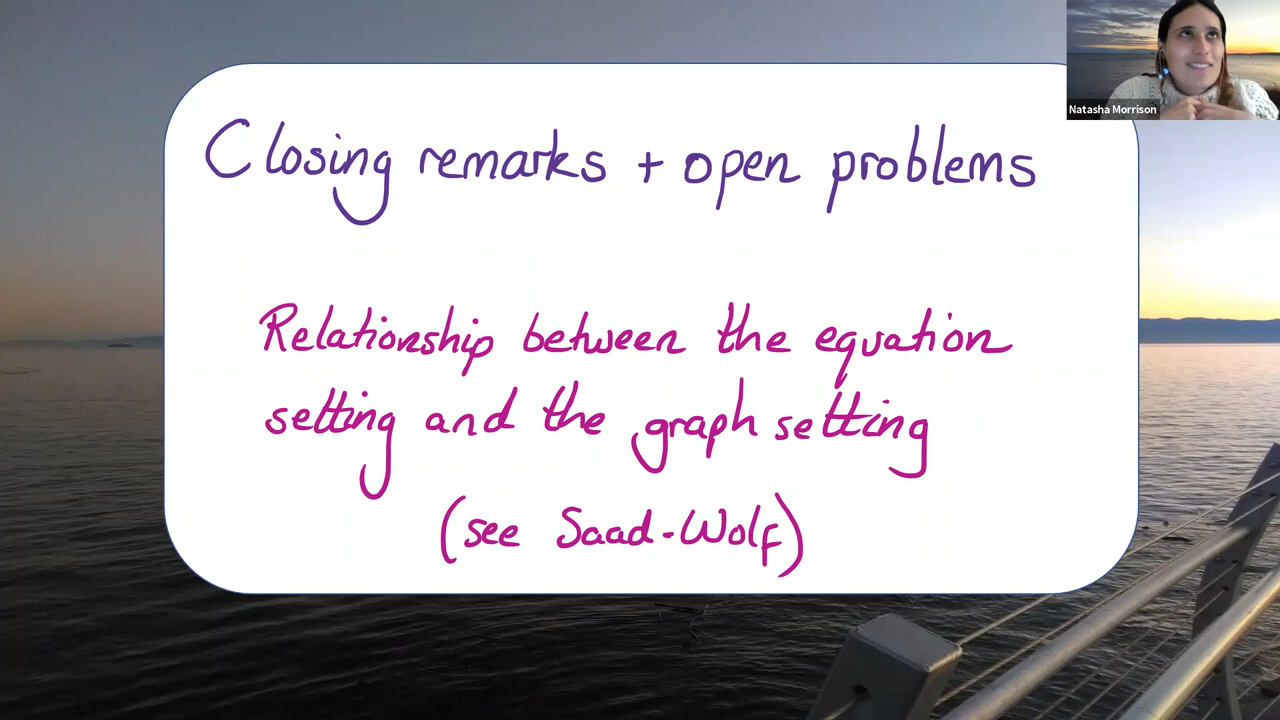 Natasha Morrison
Closing remarks + open problems
Relationship between the equation
setting and the graph setting
(see Saad-Wolf)